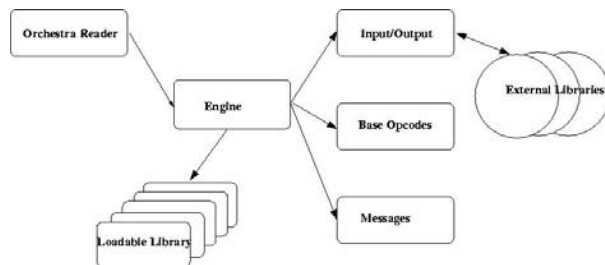 Orchestra Reader
Input/Output
External Libraries
Engine
Base Opcodes
Messages
Loadable Library